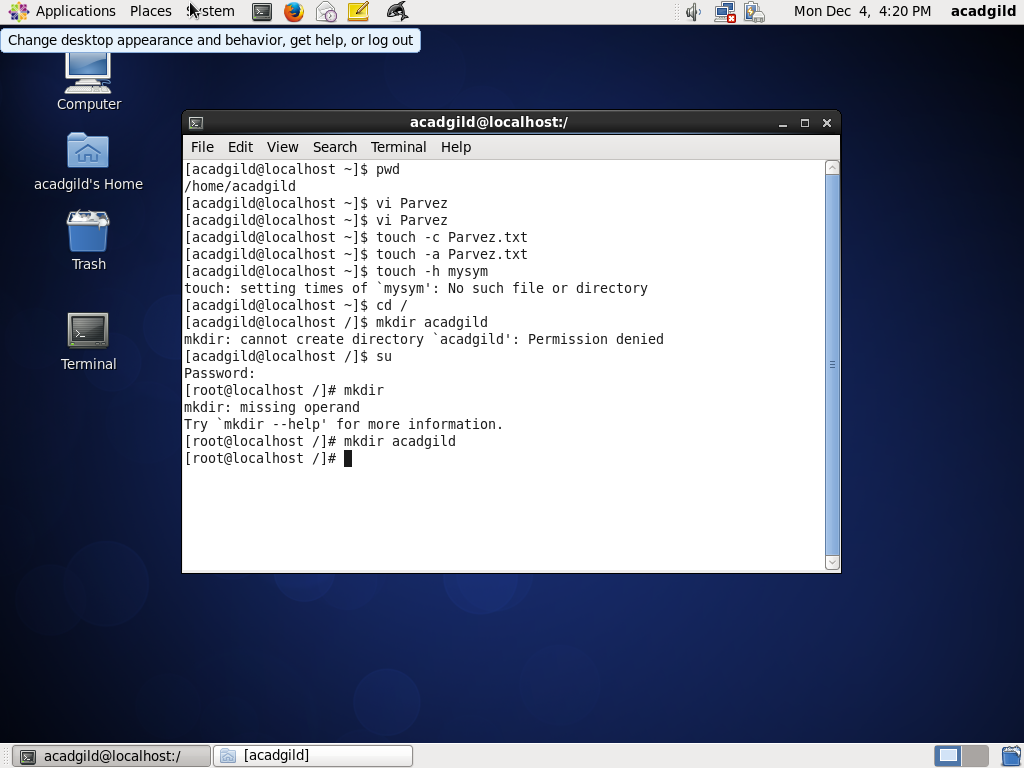 Applications Places System Mon Dec 4, 4:20 PM acadgild
Change desktop appearance and behavior, get help, or log out
Computer
acadgild's Home
Trash
Terminal
acadgild@localhost:/
File Edit View Search Terminal Help
[acadgild@localhost ~]$ pwd
/home/acadgild
[acadgild@localhost ~]$ vi Parvez
[acadgild@localhost ~]$ vi Parvez
[acadgild@localhost ~]$ touch -c Parvez.txt
[acadgild@localhost ~]$ touch -a Parvez.txt
[acadgild@localhost ~]$ touch -h mysym
touch: setting times of `mysym': No such file or directory
[acadgild@localhost ~]$ cd /
[acadgild@localhost /]$ mkdir acadgild
mkdir: cannot create directory `acadgild': Permission denied
[acadgild@localhost /]$ su
Password:
[root@localhost /]# mkdir
mkdir: missing operand
Try `mkdir --help' for more information.
[root@localhost /]# mkdir acadgild
[root@localhost /]#
acadgild@localhost:/ [acadgild]